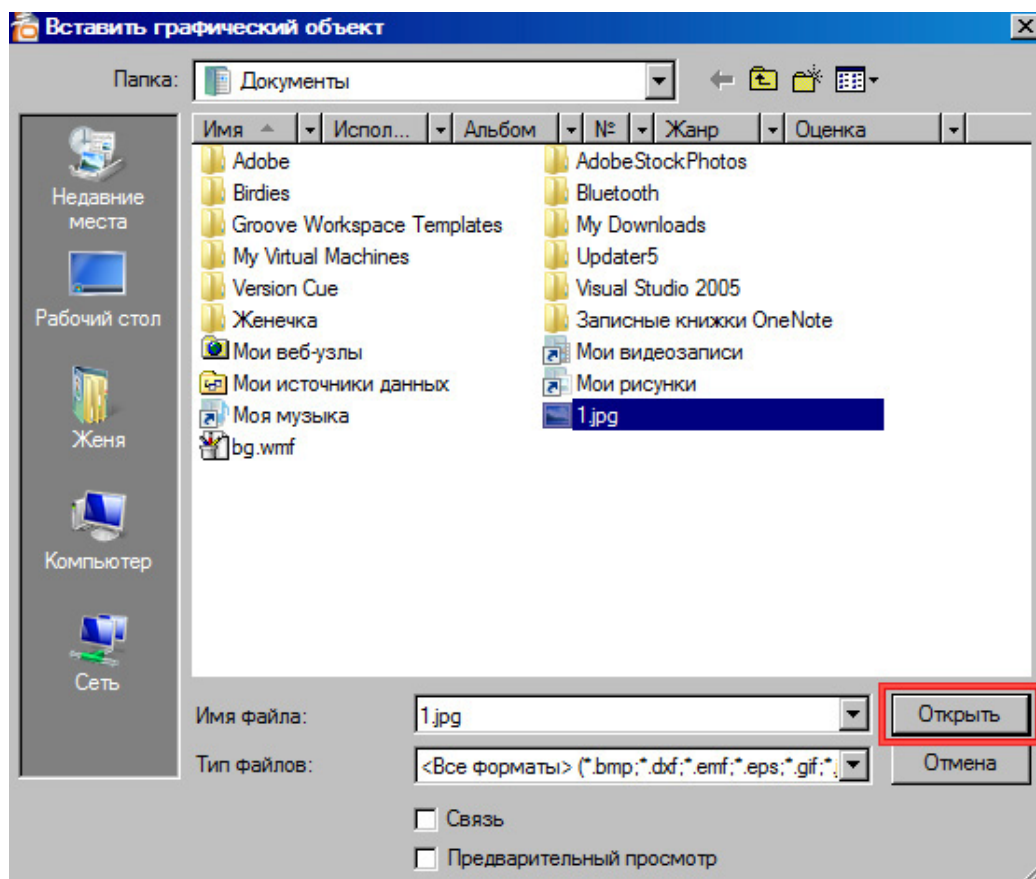 Вставить графический объект
Папка: Документы
Имя Испол... Альбом № Жанр Оценка
Adobe AdobeStockPhotos
Birdies Bluetooth
Groove Workspace Templates My Downloads
My Virtual Machines Updater5
Version Cue Visual Studio 2005
Женечка Записные книжки OneNote
Мои веб-узлы Мои видеозаписи
Мои источники данных Мои рисунки
Моя музыка 1.jpg
bg.wmf
Недавние
места
Рабочий стол
Женя
Компьютер
Сеть
Имя файла: 1.jpg Открыть
Тип файлов: <Все форматы> (*.bmp;*.dxf;*.emf;*.eps;*.gif;*. Отмена
Связь
Предварительный просмотр